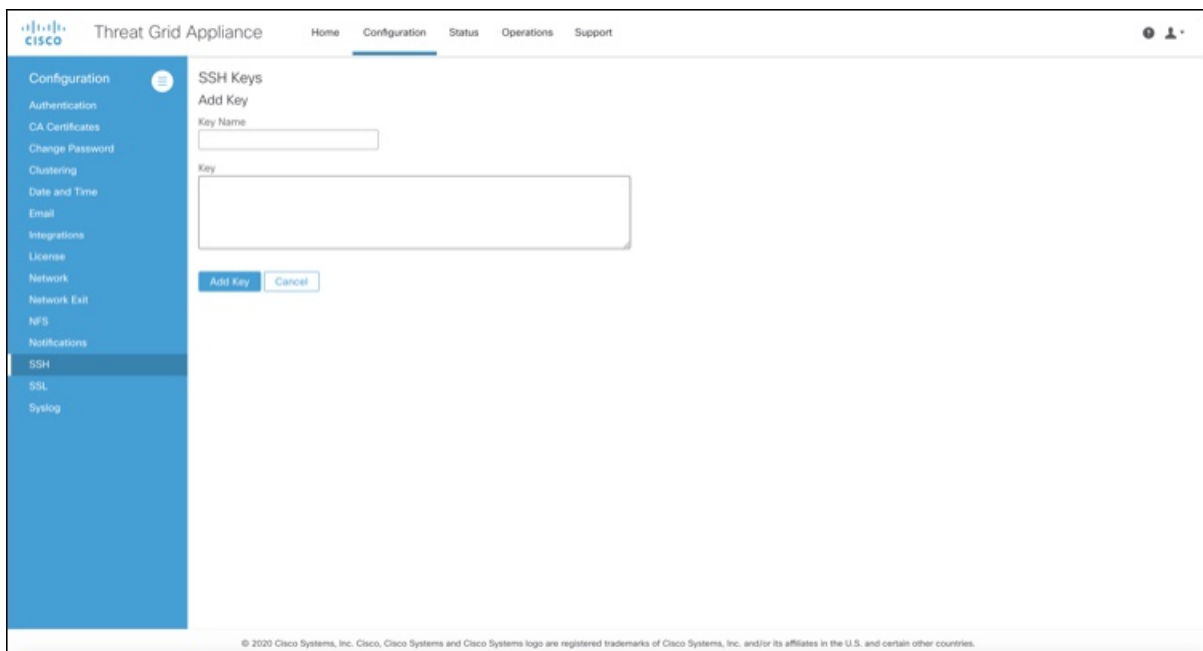 CISCO
Threat Grid Appliance
Home Configuration Status Operations Support
Configuration
Authentication
CA Certificates
Change Password
Clustering
Date and Time
Email
Integrations
License
Network
Network Exit
NFS
Notifications
SSH
SSL
Syslog
SSH Keys
Add Key
Key Name
Key
Add Key Cancel
© 2020 Cisco Systems, Inc. Cisco, Cisco Systems and Cisco Systems logo are registered trademarks of Cisco Systems, Inc. and/or its affiliates in the U.S. and certain other countries.